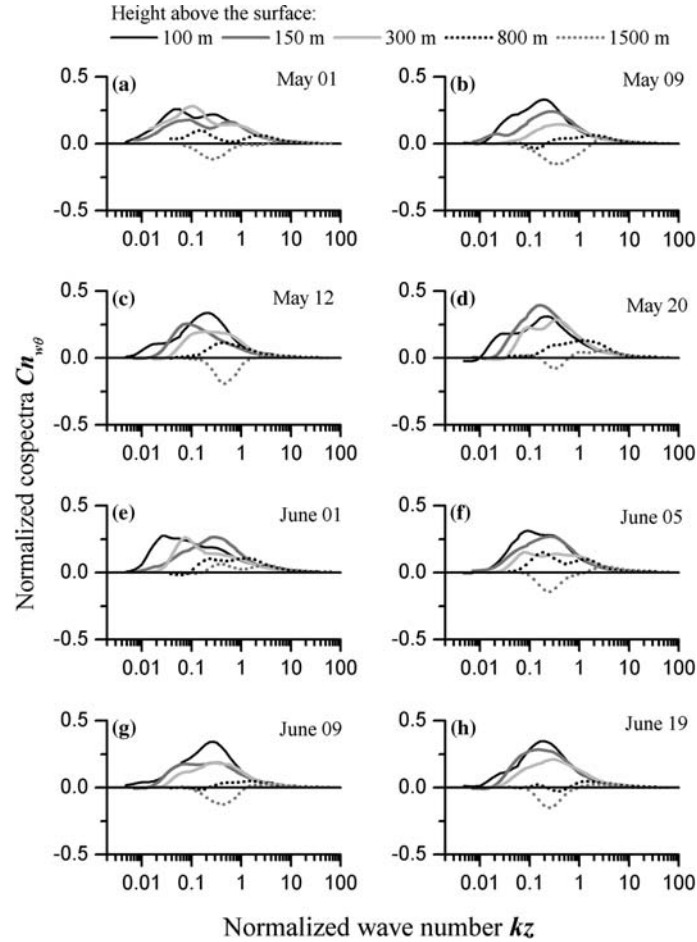 Height above the surface:
100 m 150 m 300 m 800 m 1500 m
Normalized cospectra Cn_wθ
(a) May 01
0.5
0.0
-0.5
0.01 0.1 1 10 100
(b) May 09
0.5
0.0
-0.5
0.01 0.1 1 10 100
(c) May 12
0.5
0.0
-0.5
0.01 0.1 1 10 100
(d) May 20
0.5
0.0
-0.5
0.01 0.1 1 10 100
(e) June 01
0.5
0.0
-0.5
0.01 0.1 1 10 100
(f) June 05
0.5
0.0
-0.5
0.01 0.1 1 10 100
(g) June 09
0.5
0.0
-0.5
0.01 0.1 1 10 100
(h) June 19
0.5
0.0
-0.5
0.01 0.1 1 10 100
Normalized wave number kz